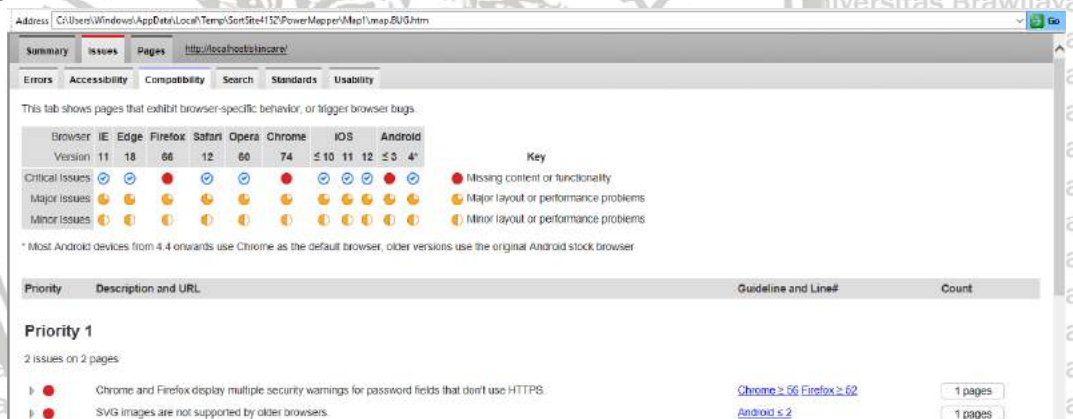 Universitas Brawijaya
Address C:\Users\Windows\AppData\Local\Temp\SortSite4152\PowerMapper\Map1\map.BUG.htm Go
Summary Issues Pages http://localhost/skincare/
Errors Accessibility Compatibility Search Standards Usability
This tab shows pages that exhibit browser-specific behavior, or trigger browser bugs.
Browser IE Edge Firefox Safari Opera Chrome iOS Android
Version 11 18 66 12 60 74 ≤ 10 11 12 ≤ 3 4* Key
Critical Issues Missing content or functionality
Major Issues Major layout or performance problems
Minor Issues Minor layout or performance problems
* Most Android devices from 4.4 onwards use Chrome as the default browser, older versions use the original Android stock browser
Priority Description and URL Guideline and Line# Count
Priority 1
2 issues on 2 pages
Chrome and Firefox display multiple security warnings for password fields that don't use HTTPS. Chrome ≥ 56 Firefox ≥ 52 1 pages
SVG images are not supported by older browsers. Android ≤ 2 1 pages